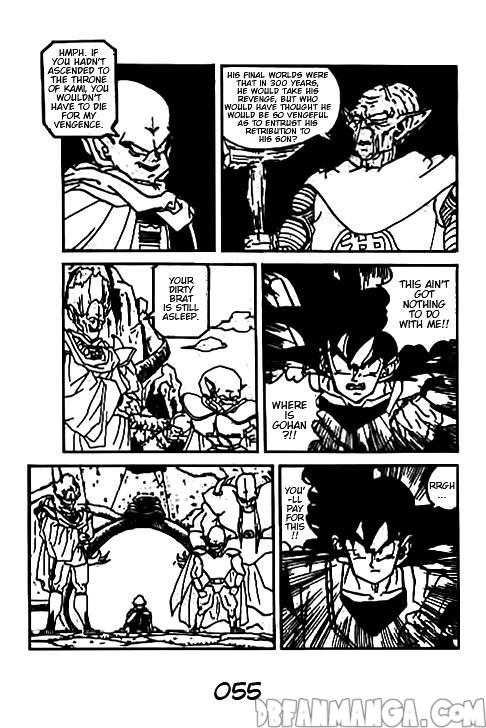 HMPH. IF
YOU HADN'T
ASCENDED TO
THE THRONE
OF KAMI, YOU
WOULDN'T
HAVE TO DIE
FOR MY
VENGENCE.
HIS FINAL WORLDS WERE
THAT IN 300 YEARS,
HE WOULD TAKE HIS
REVENGE, BUT WHO
WOULD HAVE THOUGHT HE
WOULD BE SO VENGEFUL
AS TO ENTRUST HIS
RETRIBUTION TO
HIS SON?
YOUR
DIRTY
BRAT
IS STILL
ASLEEP.
THIS AIN'T
GOT
NOTHING
TO DO
WITH ME!!
WHERE
IS
GOHAN
?!!
RRGH
...
YOU'
-LL
PAY
FOR
THIS
!!
055
DBFANMANGA.COM